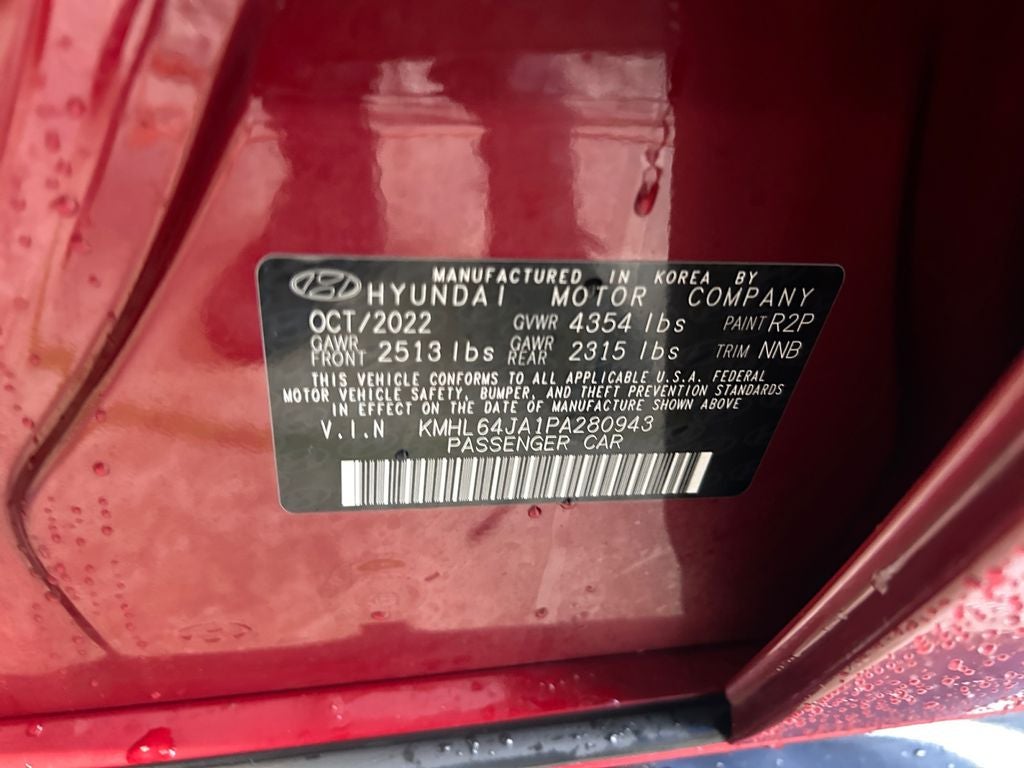 MANUFACTURED IN KOREA BY
HYUNDAI MOTOR COMPANY
OCT/2022 GVWR 4354 lbs PAINT R2P
GAWR FRONT 2513 lbs GAWR REAR 2315 lbs TRIM NNB
THIS VEHICLE CONFORMS TO ALL APPLICABLE U.S.A. FEDERAL
MOTOR VEHICLE SAFETY, BUMPER, AND THEFT PREVENTION STANDARDS
IN EFFECT ON THE DATE OF MANUFACTURE SHOWN ABOVE
V.I.N KMHL64JA1PA280943
PASSENGER CAR